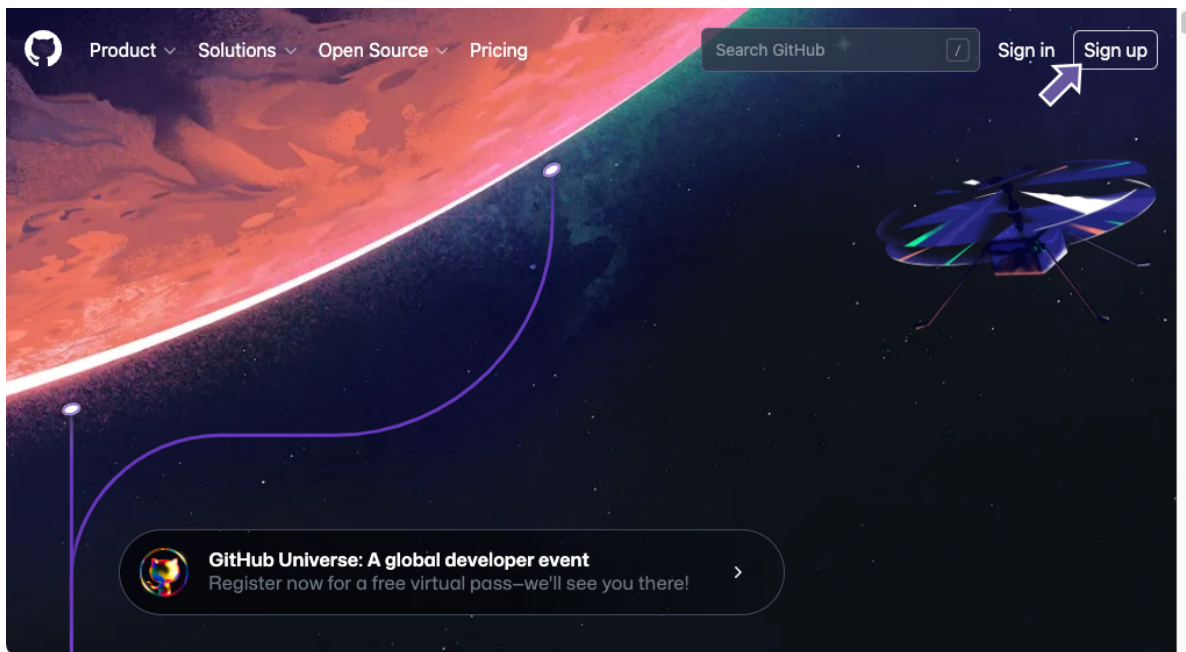 Product Solutions Open Source Pricing Search GitHub / Sign in Sign up
GitHub Universe: A global developer event
Register now for a free virtual pass—we'll see you there!